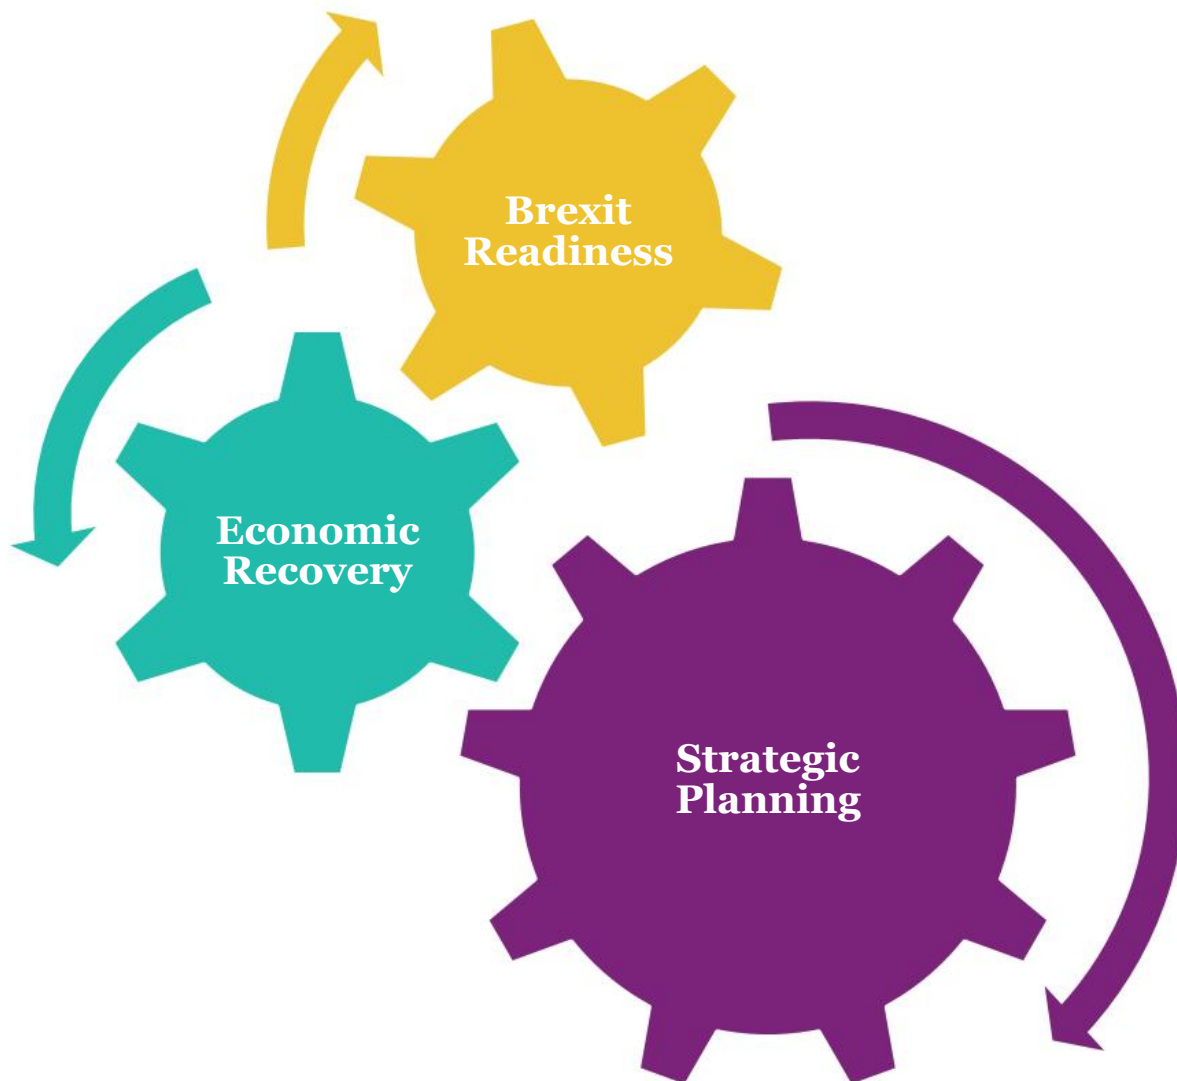 Brexit
Readiness
Economic
Recovery
Strategic
Planning